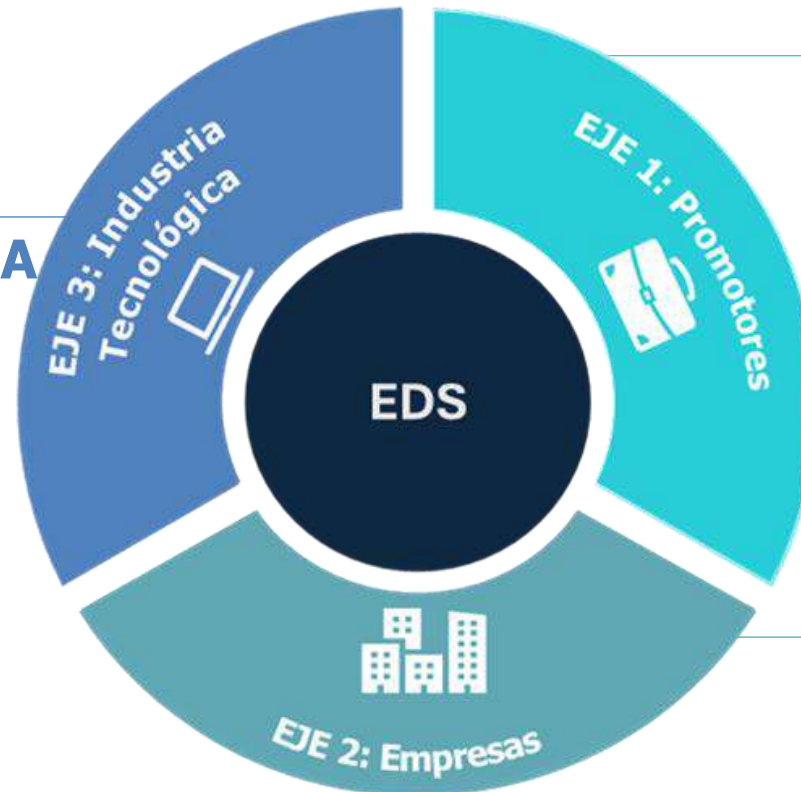 EJE 1: Promotores
EJE 3: Industria
Tecnológica
A
EDS
EJE 2: Empresas